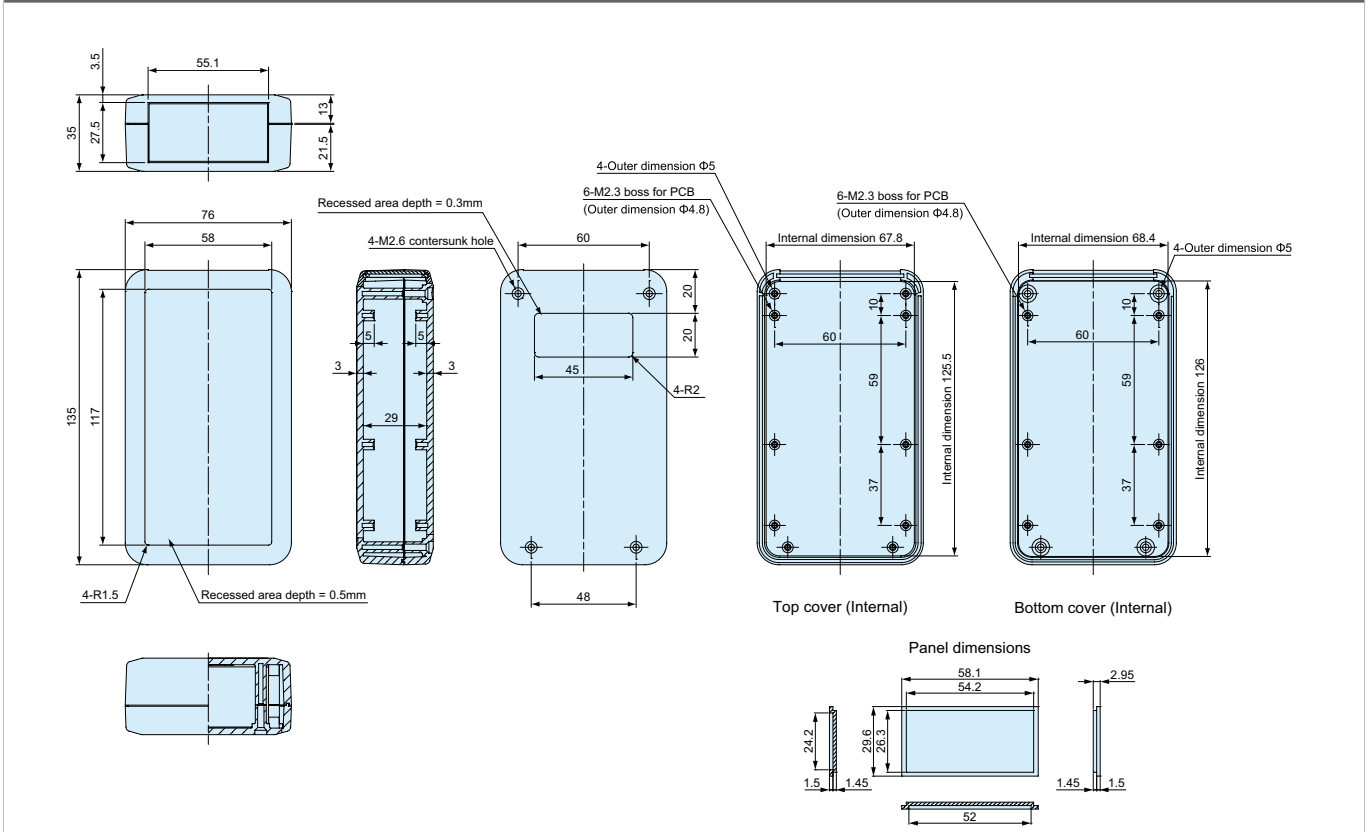 3.5
55.1
35
27.5
13
21.5
76
58
135
117
4-R1.5
Recessed area depth = 0.5mm
5
5
3
3
29
Recessed area depth = 0.3mm
4-M2.6 contersunk hole
60
20
20
45
4-R2
48
4-Outer dimension Φ5
6-M2.3 boss for PCB
(Outer dimension Φ4.8)
Internal dimension 67.8
10
60
59
37
Internal dimension 125.5
Top cover (Internal)
6-M2.3 boss for PCB
(Outer dimension Φ4.8)
Internal dimension 68.4
4-Outer dimension Φ5
10
60
59
37
Internal dimension 126
Bottom cover (Internal)
Panel dimensions
58.1
54.2
2.95
24.2
29.6
26.3
1.5
1.45
1.45
1.5
52